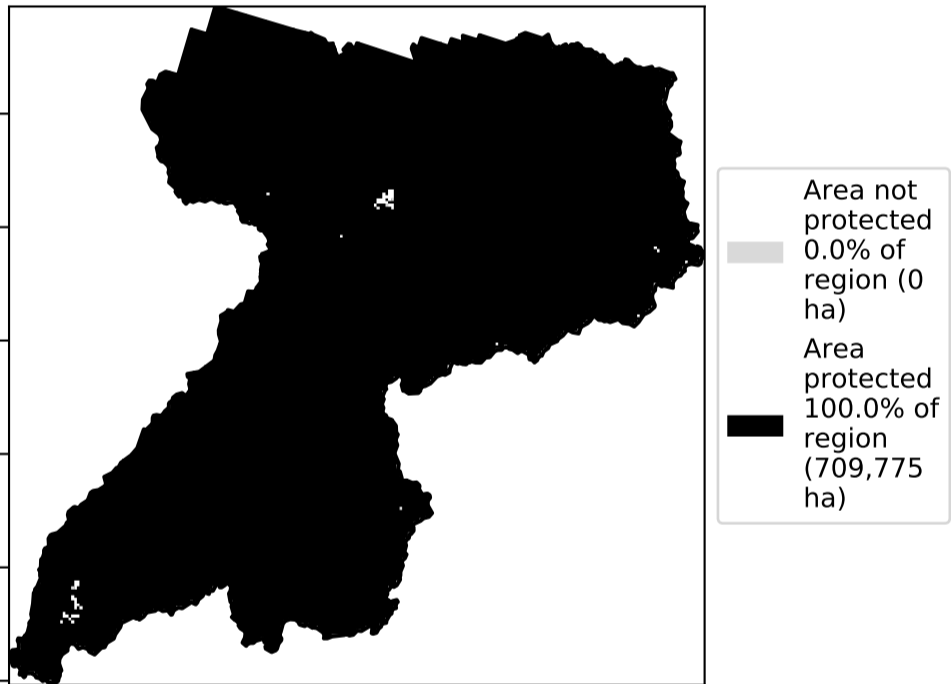 Area not
protected
0.0% of
region (0
ha)
Area
protected
100.0% of
region
(709,775
ha)